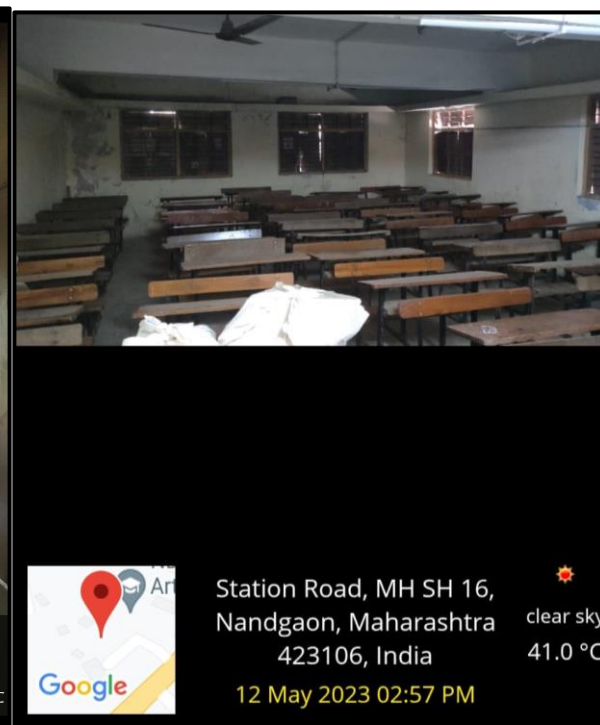 Art
Google
Station Road, MH SH 16,
Nandgaon, Maharashtra
423106, India
12 May 2023 02:57 PM
clear sky
41.0 °C